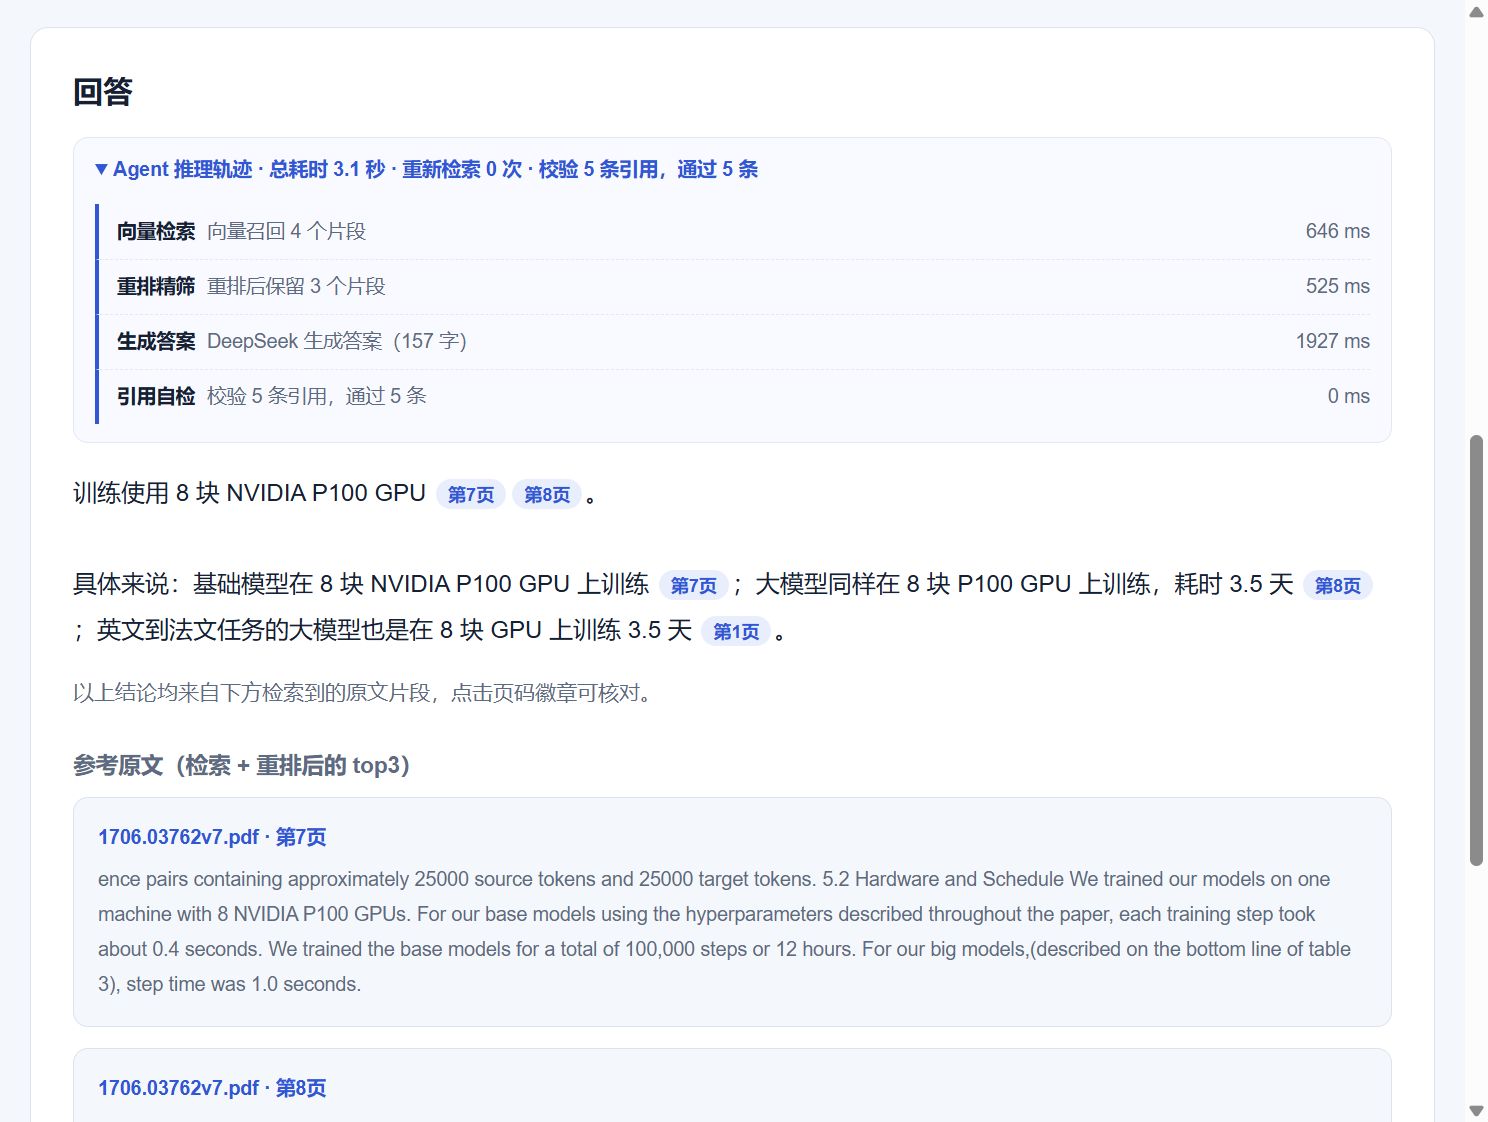 回答
▼ Agent 推理轨迹 · 总耗时 3.1 秒 · 重新检索 0 次 · 校验 5 条引用，通过 5 条
向量检索 向量召回 4 个片段 646 ms
重排精筛 重排后保留 3 个片段 525 ms
生成答案 DeepSeek 生成答案（157 字） 1927 ms
引用自检 校验 5 条引用，通过 5 条 0 ms
训练使用 8 块 NVIDIA P100 GPU 第7页 第8页 。
具体来说：基础模型在 8 块 NVIDIA P100 GPU 上训练 第7页 ；大模型同样在 8 块 P100 GPU 上训练，耗时 3.5 天 第8页
；英文到法文任务的大模型也是在 8 块 GPU 上训练 3.5 天 第1页 。
以上结论均来自下方检索到的原文片段，点击页码徽章可核对。
参考原文（检索 + 重排后的 top3）
1706.03762v7.pdf · 第7页
ence pairs containing approximately 25000 source tokens and 25000 target tokens. 5.2 Hardware and Schedule We trained our models on one
machine with 8 NVIDIA P100 GPUs. For our base models using the hyperparameters described throughout the paper, each training step took
about 0.4 seconds. We trained the base models for a total of 100,000 steps or 12 hours. For our big models,(described on the bottom line of table
3), step time was 1.0 seconds.
1706.03762v7.pdf · 第8页